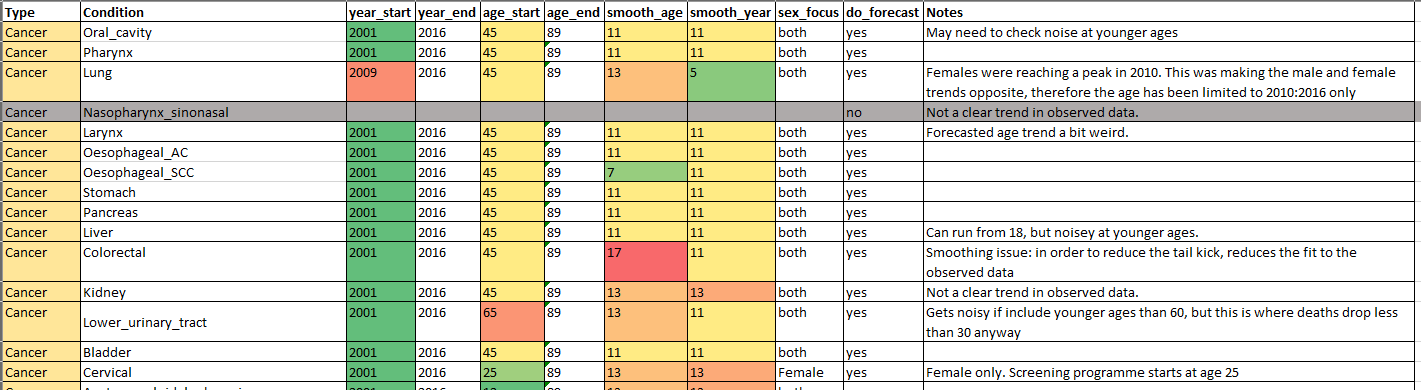 Type Condition year_start year_end age_start age_end smooth_age smooth_year sex_focus do_forecast Notes
Cancer Oral_cavity 2001 2016 45 89 11 11 both yes May need to check noise at younger ages
Cancer Pharynx 2001 2016 45 89 11 11 both yes
Cancer Lung 2009 2016 45 89 13 5 both yes Females were reaching a peak in 2010. This was making the male and female
trends opposite, therefore the age has been limited to 2010:2016 only
Cancer Nasopharynx_sinonasal no Not a clear trend in observed data.
Cancer Larynx 2001 2016 45 89 11 11 both yes Forecasted age trend a bit weird.
Cancer Oesophageal_AC 2001 2016 45 89 11 11 both yes
Cancer Oesophageal_SCC 2001 2016 45 89 7 11 both yes
Cancer Stomach 2001 2016 45 89 11 11 both yes
Cancer Pancreas 2001 2016 45 89 11 11 both yes
Cancer Liver 2001 2016 45 89 11 11 both yes Can run from 18, but noisey at younger ages.
Cancer Colorectal 2001 2016 45 89 17 11 both yes Smoothing issue: in order to reduce the tail kick, reduces the fit to the
observed data
Cancer Kidney 2001 2016 45 89 13 13 both yes Not a clear trend in observed data.
Cancer Lower_urinary_tract 2001 2016 65 89 13 11 both yes Gets noisy if include younger ages than 60, but this is where deaths drop less
than 30 anyway
Cancer Bladder 2001 2016 45 89 11 11 both yes
Cancer Cervical 2001 2016 25 89 13 13 Female yes Female only. Screening programme starts at age 25